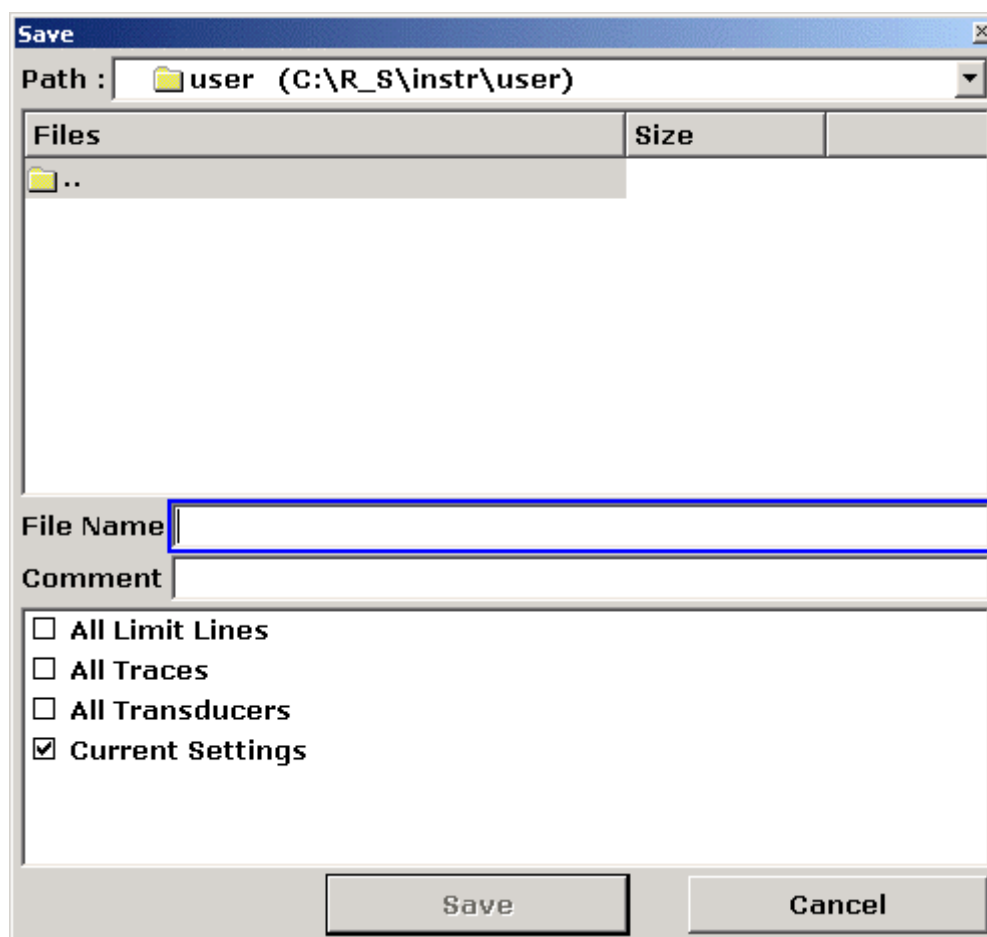 Save
Path : user (C:\R_S\instr\user)
Files Size
..
File Name
Comment
All Limit Lines
All Traces
All Transducers
Current Settings
Save Cancel